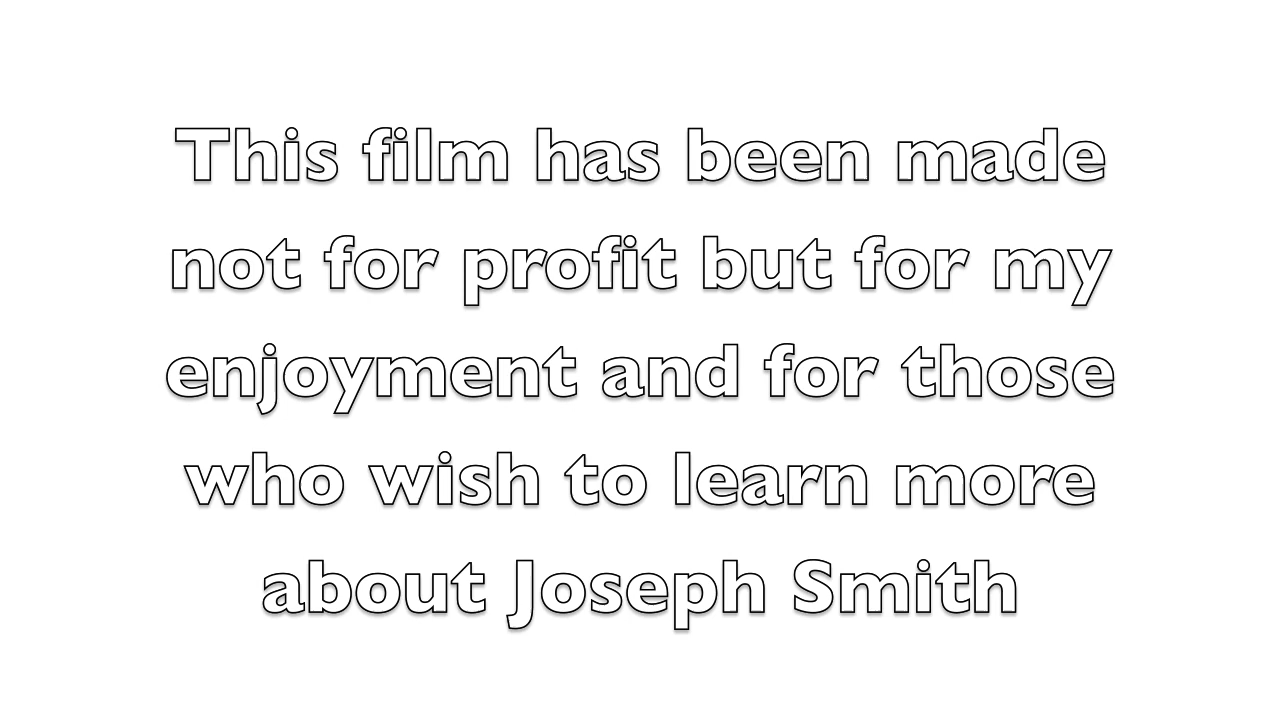 This film has been made
not for profit but for my
enjoyment and for those
who wish to learn more
about Joseph Smith